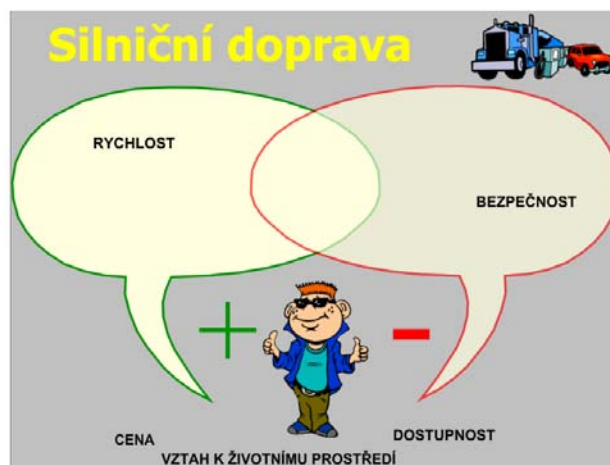 Silniční doprava
RYCHLOST
BEZPEČNOST
CENA
DOSTUPNOST
VZTAH K ŽIVOTNÍMU PROSTŘEDÍ